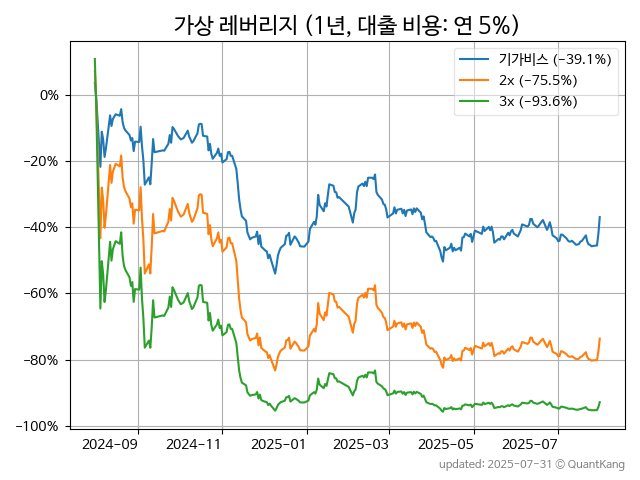 가상 레버리지 (1년, 대출 비용: 연 5%)
기가비스 (−39.1%)
2x (−75.5%)
3x (−93.6%)
0%
−20%
−40%
−60%
−80%
−100%
2024-09 2024-11 2025-01 2025-03 2025-05 2025-07
updated: 2025-07-31 © QuantKang